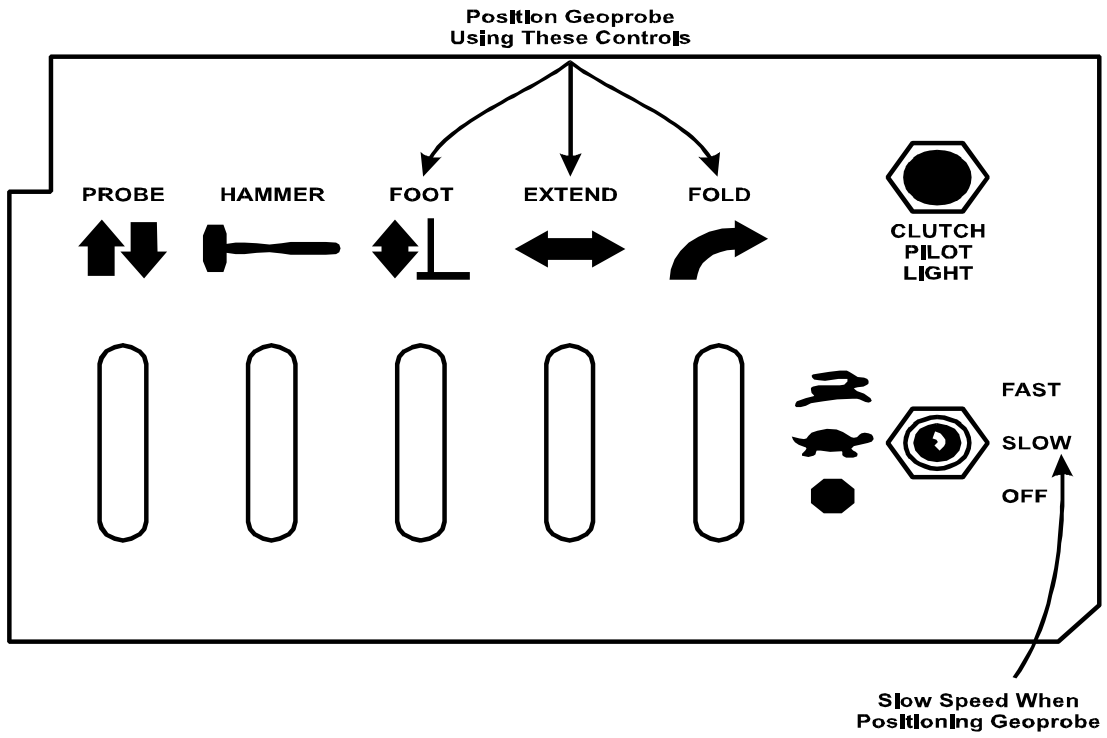 Position Geoprobe
Using These Controls
PROBE
HAMMER
FOOT
EXTEND
FOLD
CLUTCH
PILOT
LIGHT
FAST
SLOW
OFF
Slow Speed When
Positioning Geoprobe